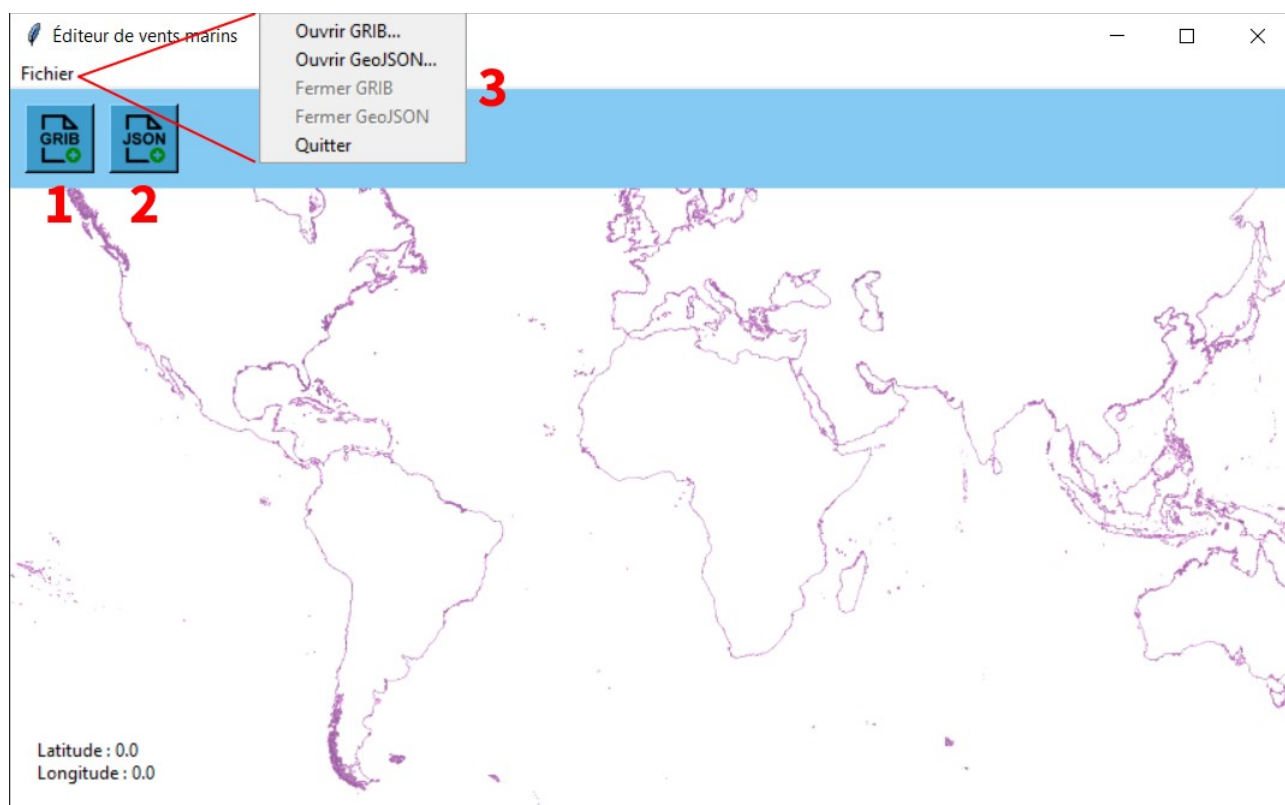 Éditeur de vents marins
Fichier
Ouvrir GRIB...
Ouvrir GeoJSON...
Fermer GRIB
Fermer GeoJSON
Quitter
3
GRIB
JSON
1
2
Latitude : 0.0
Longitude : 0.0